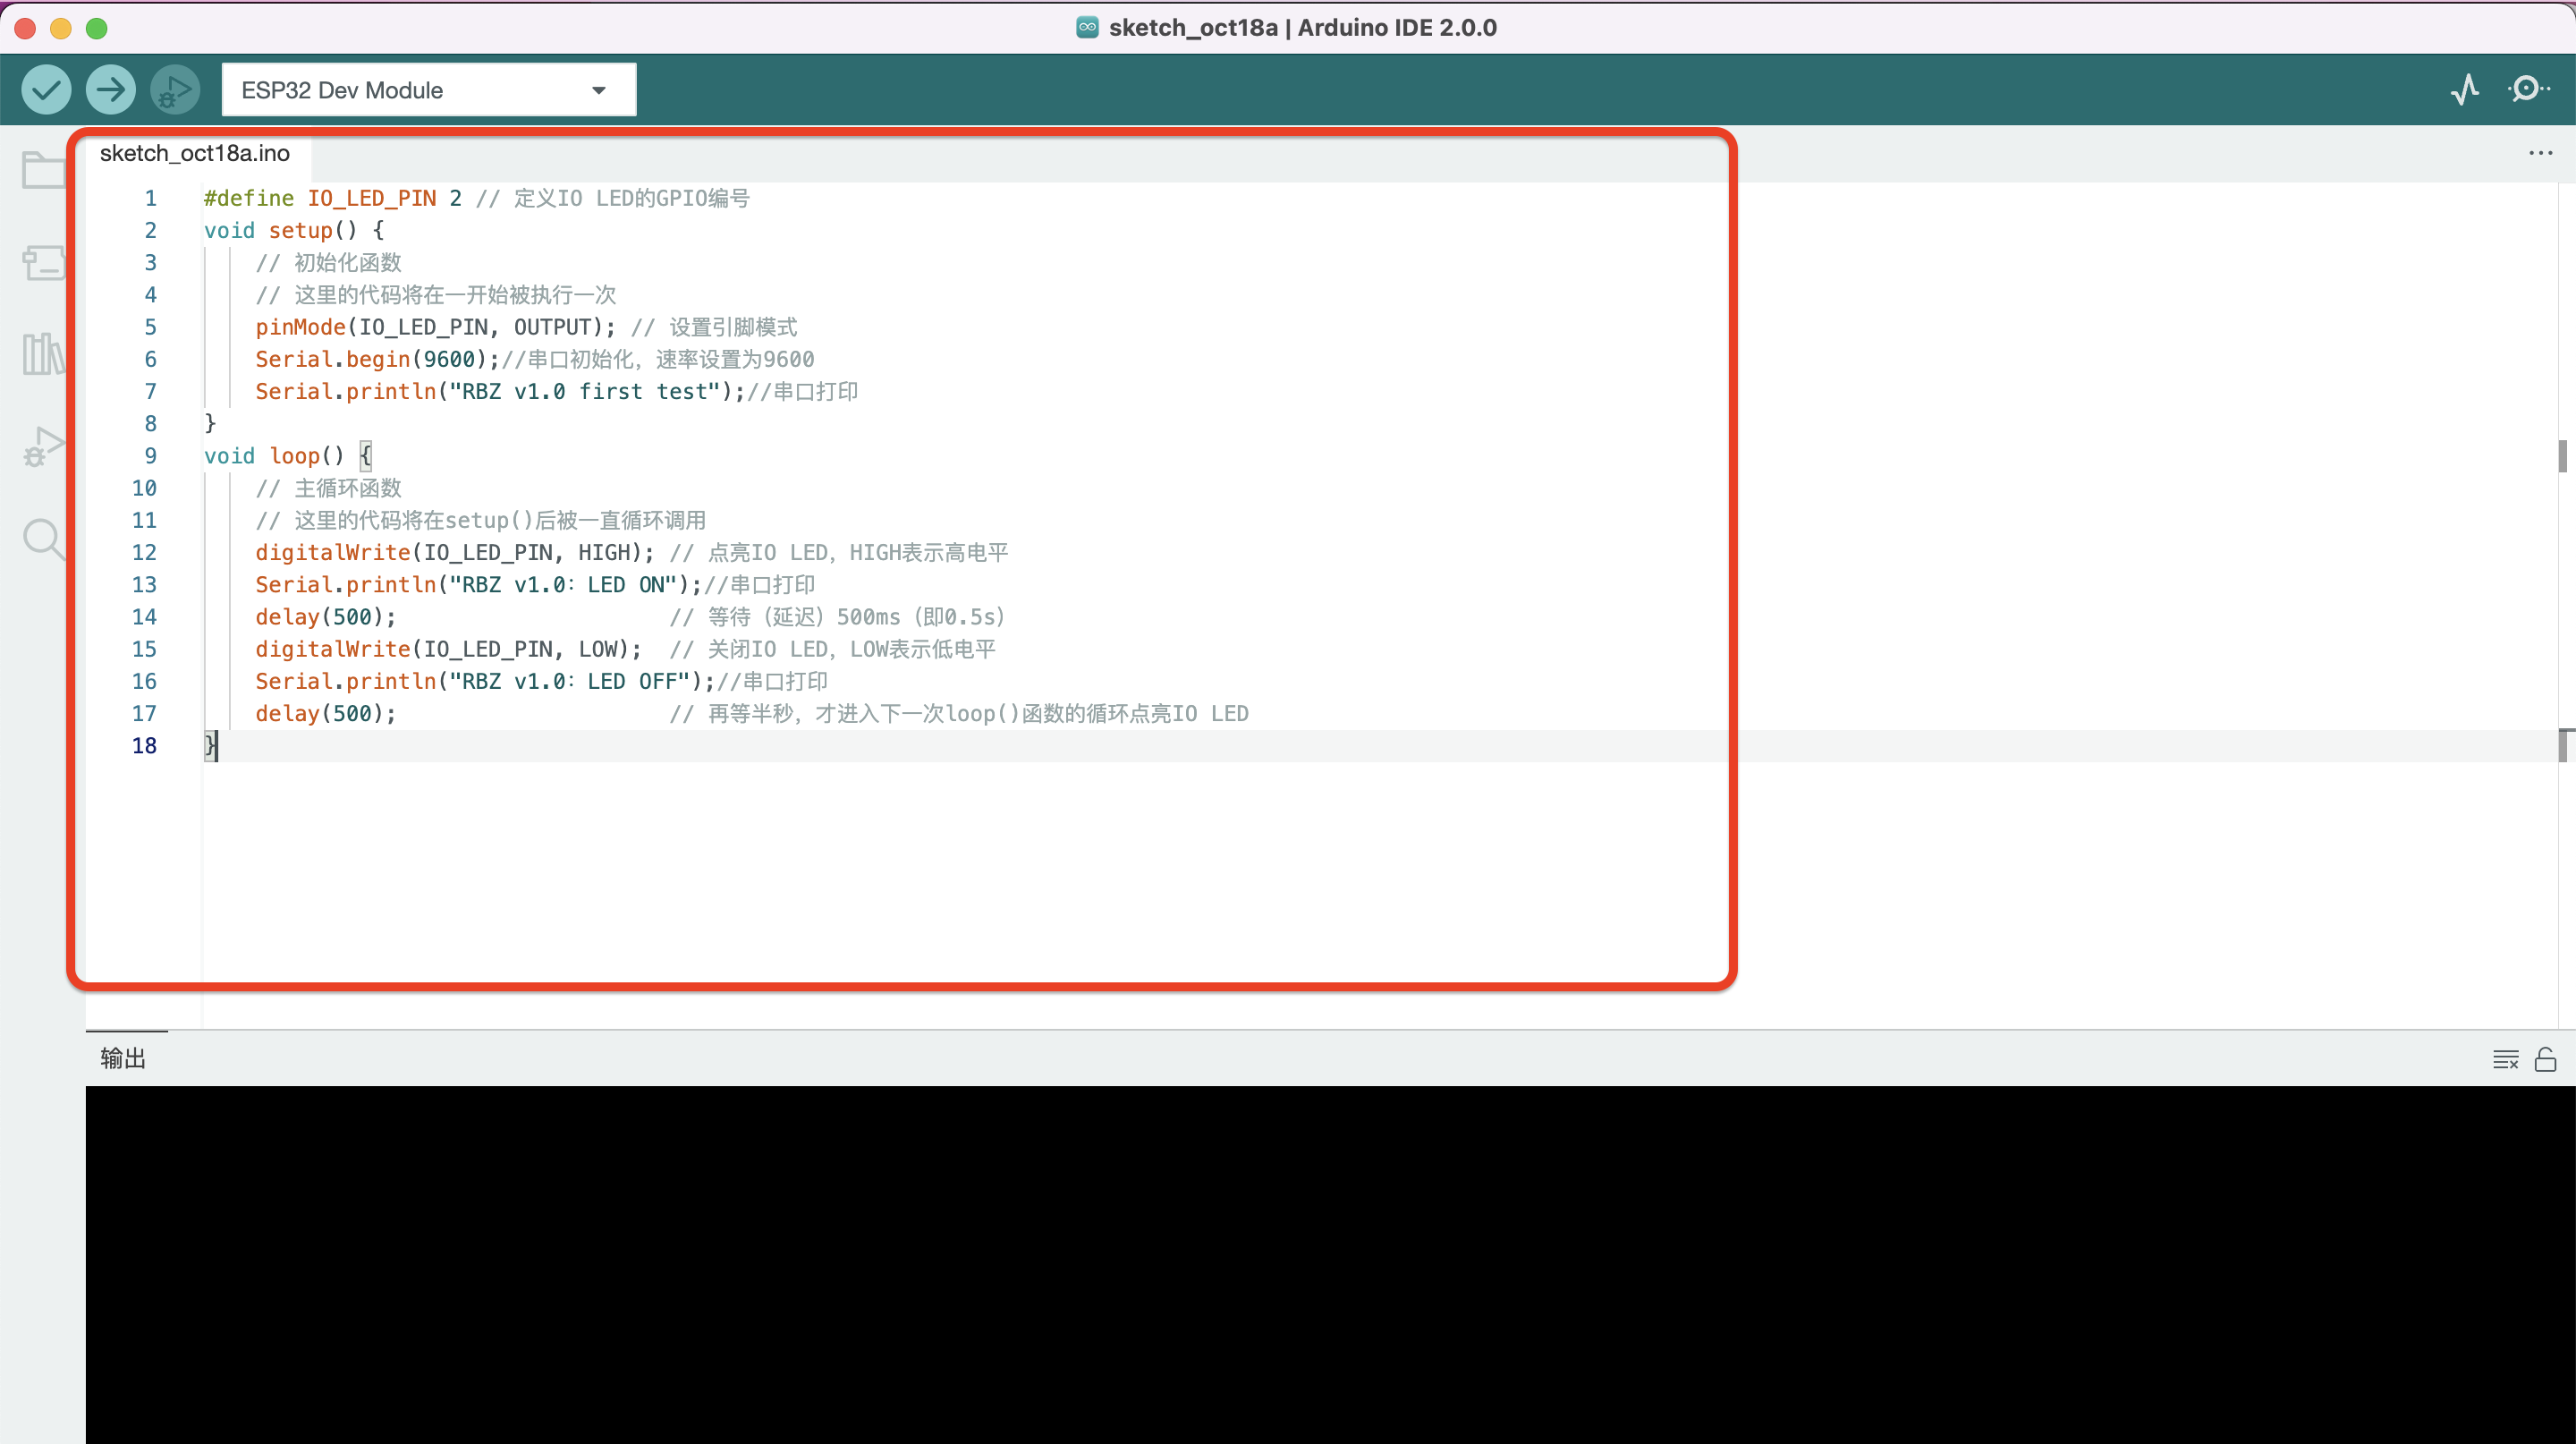 sketch_oct18a | Arduino IDE 2.0.0
ESP32 Dev Module
sketch_oct18a.ino
1 #define IO_LED_PIN 2 // 定义IO LED的GPIO编号
2 void setup() {
3 // 初始化函数
4 // 这里的代码将在一开始被执行一次
5 pinMode(IO_LED_PIN, OUTPUT); // 设置引脚模式
6 Serial.begin(9600);//串口初始化，速率设置为9600
7 Serial.println("RBZ v1.0 first test");//串口打印
8 }
9 void loop() {
10 // 主循环函数
11 // 这里的代码将在setup()后被一直循环调用
12 digitalWrite(IO_LED_PIN, HIGH); // 点亮IO LED，HIGH表示高电平
13 Serial.println("RBZ v1.0：LED ON");//串口打印
14 delay(500); // 等待（延迟）500ms（即0.5s）
15 digitalWrite(IO_LED_PIN, LOW); // 关闭IO LED，LOW表示低电平
16 Serial.println("RBZ v1.0：LED OFF");//串口打印
17 delay(500); // 再等半秒，才进入下一次loop()函数的循环点亮IO LED
18 }
输出